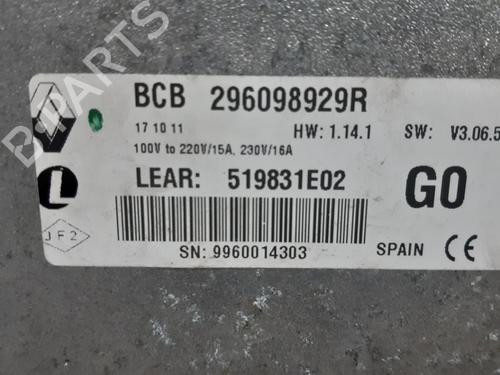 B-PARTS
BCB 296098929R
17 10 11 HW: 1.14.1 SW: V3.06.5
100V to 220V/15A, 230V/16A
LEAR: 519831E02 G0
L
JF2
SN: 9960014303 SPAIN CE